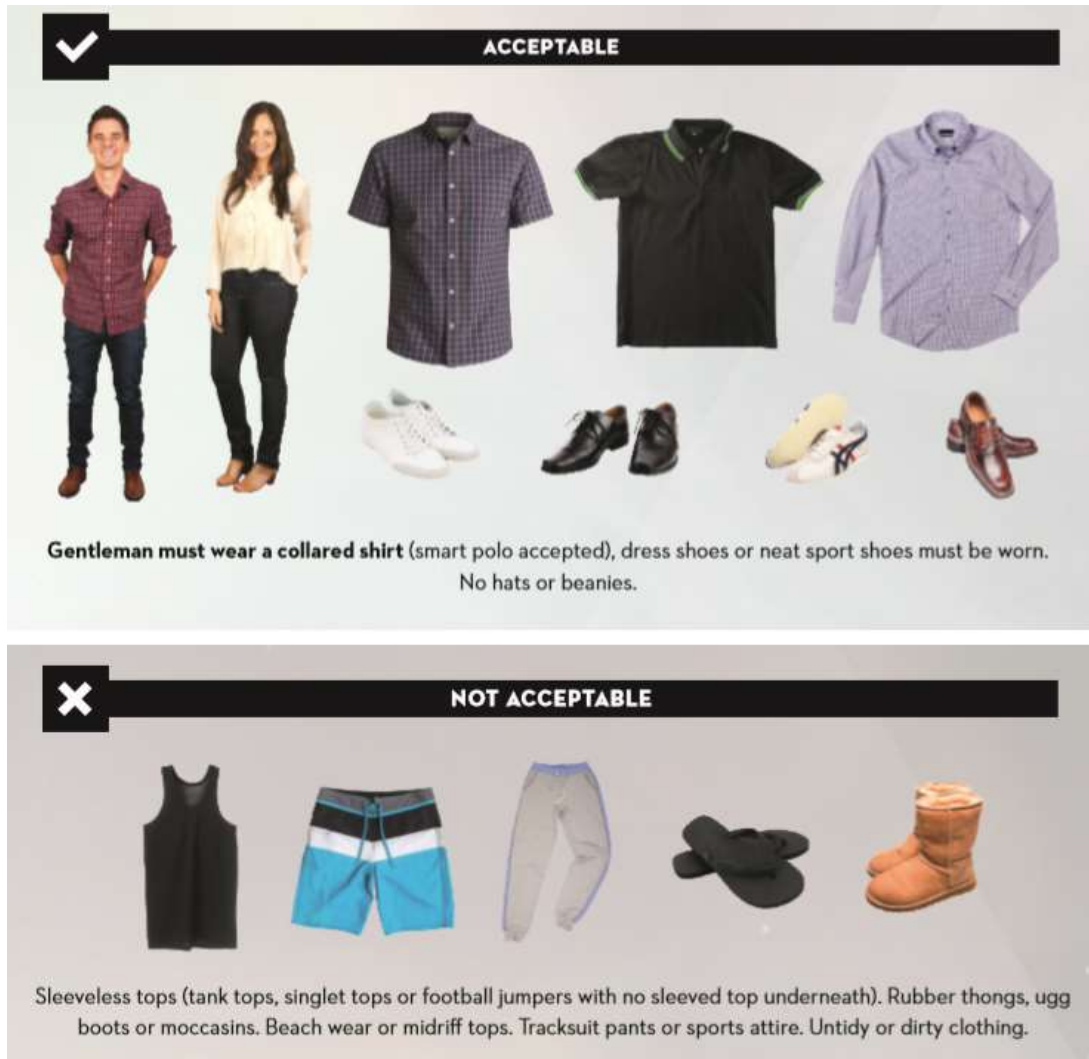 ACCEPTABLE
Gentleman must wear a collared shirt (smart polo accepted), dress shoes or neat sport shoes must be worn.
No hats or beanies.
NOT ACCEPTABLE
Sleeveless tops (tank tops, singlet tops or football jumpers with no sleeved top underneath). Rubber thongs, ugg
boots or moccasins. Beach wear or midriff tops. Tracksuit pants or sports attire. Untidy or dirty clothing.